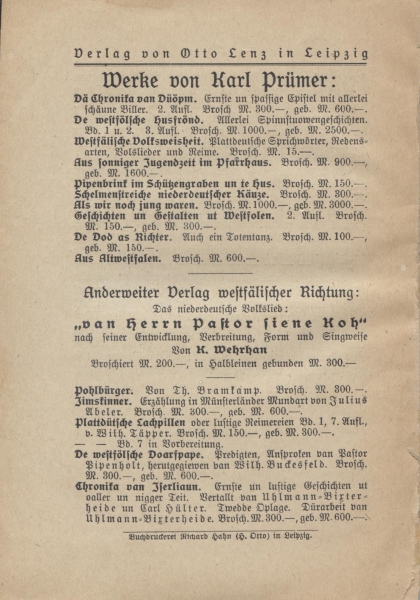 Verlag von Otto Lenz in Leipzig
Werke von Karl Prümer:
Dä Chronika van Düöpm. Ernste un spassige Epistel mit allerlei
schäune Biller. 2. Aufl. Brosch M. 300.—, geb. M. 600.—.
De westfölsche Husfrönd. Allerlei Spinnstuowengeschichten.
Bd. 1 u. 2. 3. Aufl. Brosch. M. 1000.—, geb. M. 2500.—.
Westfälische Volksweisheit. Plattdeutsche Sprichwörter, Redens-
arten, Volslieder und Reime. Brosch. M. 15.—.
Aus sonniger Jugendzeit im Pfarrhaus. Brosch. M. 900.—,
geb. M. 1600.—.
Pipenbrink im Schützengraben un te Hus. Brosch. M. 150.—.
Schelmenstreiche niederdeutscher Käuze. Brosch. M. 300.—.
Als wir noch jung waren. Brosch. M. 1000.—, geb. M. 3000.—.
Geschichten un Gestalten ut Westfolen. 2. Aufl. Brosch.
M. 150.—, geb. M. 300.—.
De Dod as Richter. Auch ein Totentanz. Brosch. M. 100.—,
geb. M. 150.—.
Aus Altwestfalen. Brosch. M. 600.—.
Anderweiter Verlag westfälischer Richtung:
Das niederdeutsche Volkslied:
„van Herrn Pastor siene Koh“
nach seiner Entwicklung, Verbreitung, Form und Singweise
Von K. Wehrhan
Broschiert M. 200.—, in Halbleinen gebunden M. 300.—
Pohlbürger. Von Th. Bramkamp. Brosch. M. 300.—.
Jimskinner. Erzählung in Münsterländer Mundart von Julius
Abeler. Brosch. M. 300.—, geb. M. 600.—.
Plattdütsche Lachpillen oder lustige Reimereien Bd. 1, 7. Aufl.,
v. Wilh. Täpper. Brosch. M. 150.—, geb. M. 300.—.
— — Bd. 7 in Vorbereitung.
De westfölsche Doarspape. Predigten, Ansproken van Pastor
Pipenholt, herutgegiewen van Wilh. Buckesfeld. Brosch.
M. 300.—, geb. M. 600.—.
Chronika van Iserliaun. Ernste un lustige Geschichten ut
oaller un nigger Teit. Vertallt van Uhlmann-Bixter-
heide un Carl Hülter. Twedde Oplage. Dürarbeit van
Uhlmann-Bixterheide. Brosch. M. 300.—, geb. M. 600.—.
Buchdruckerei Richard Hahn (H. Otto) in Leipzig.